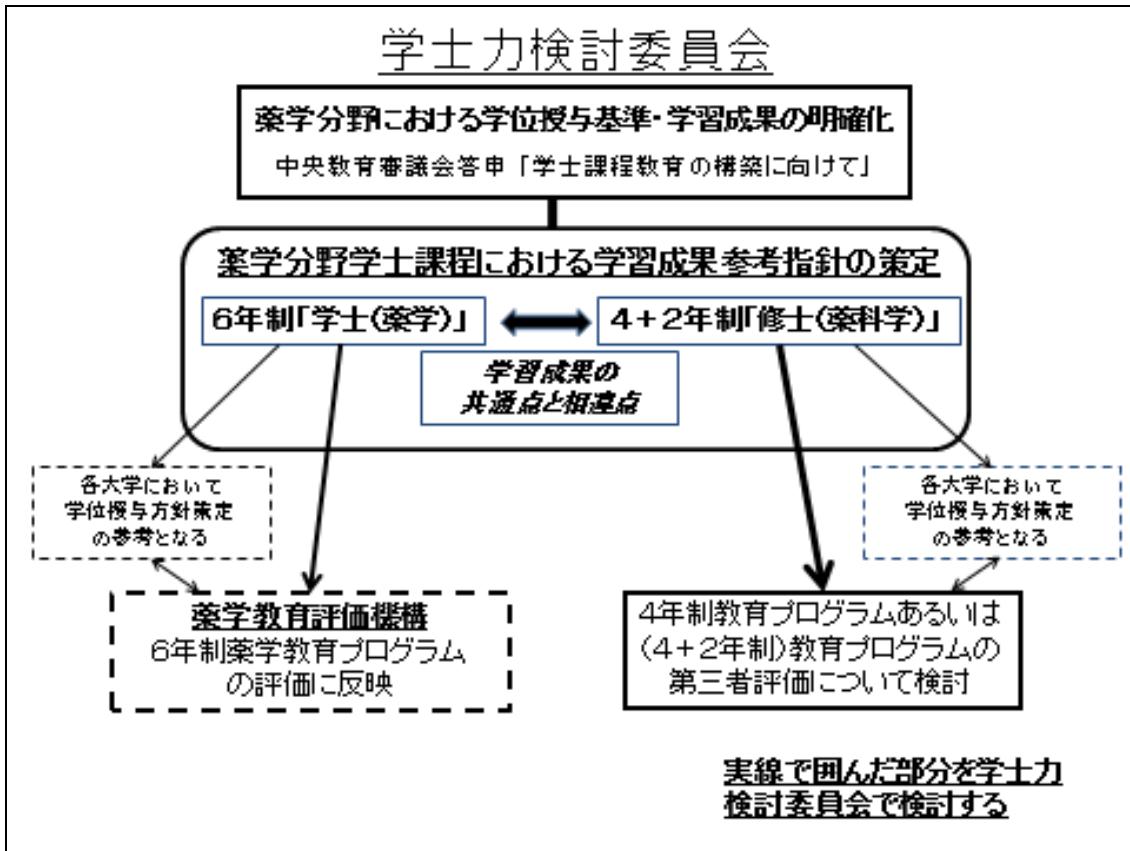 学士力検討委員会
薬学分野における学位授与基準・学習成果の明確化
中央教育審議会答申「学士課程教育の構築に向けて」
薬学分野学士課程における学習成果参考指針の策定
6年制「学士(薬学)」
4+2年制「修士(薬科学)」
学習成果の
共通点と相違点
各大学において
学位授与方針策定
の参考となる
各大学において
学位授与方針策定
の参考となる
薬学教育評価機構
6年制薬学教育プログラム
の評価に反映
4年制教育プログラムあるいは
(4+2年制)教育プログラムの
第三者評価について検討
実線で囲んだ部分を学士力
検討委員会で検討する